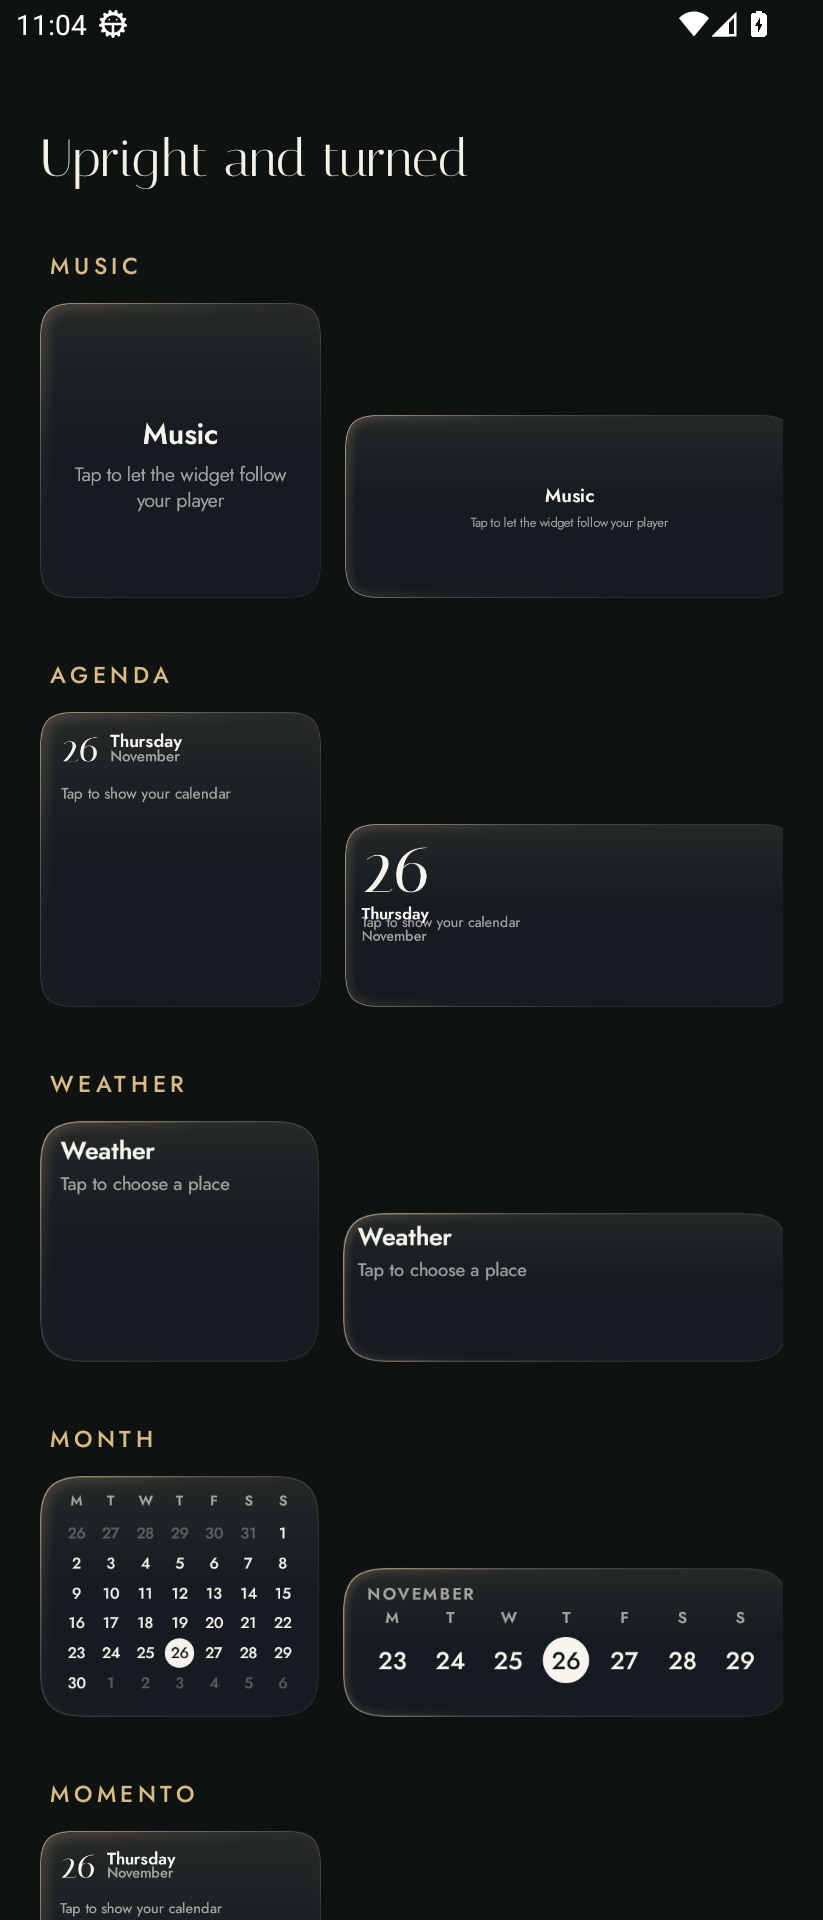 11:04
Upright and turned
MUSIC
Music
Tap to let the widget follow
your player
Music
Tap to let the widget follow your player
AGENDA
26 Thursday
November
Tap to show your calendar
26
Thursday
Tap to show your calendar
November
WEATHER
Weather
Tap to choose a place
Weather
Tap to choose a place
MONTH
M T W T F S S
26 27 28 29 30 31 1
2 3 4 5 6 7 8
9 10 11 12 13 14 15
16 17 18 19 20 21 22
23 24 25 26 27 28 29
30 1 2 3 4 5 6
NOVEMBER
M T W T F S S
23 24 25 26 27 28 29
MOMENTO
26 Thursday
November
Tap to show your calendar